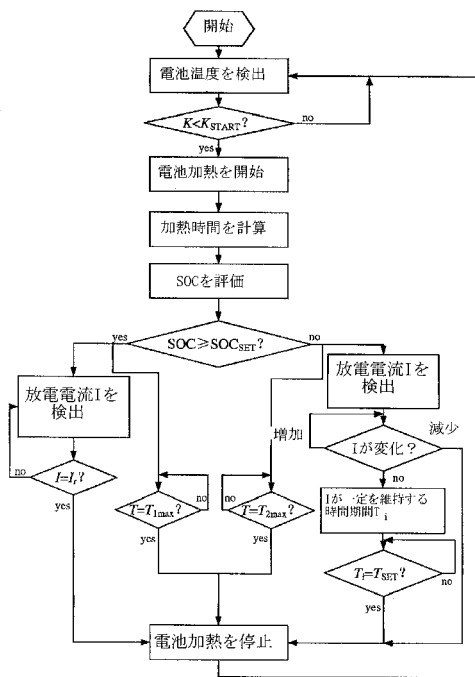 開始
電池温度を検出
K<K_START?
no
yes
電池加熱を開始
加熱時間を計算
SOCを評価
yes
SOC≥SOC_SET?
no
放電電流Iを
検出
放電電流Iを
検出
増加
減少
Iが変化?
no
I=I_r?
yes
no
T=T_1max?
yes
no
T=T_2max?
yes
no
Iが一定を維持する
時間期間T_i
no
T_i=T_SET?
yes
電池加熱を停止